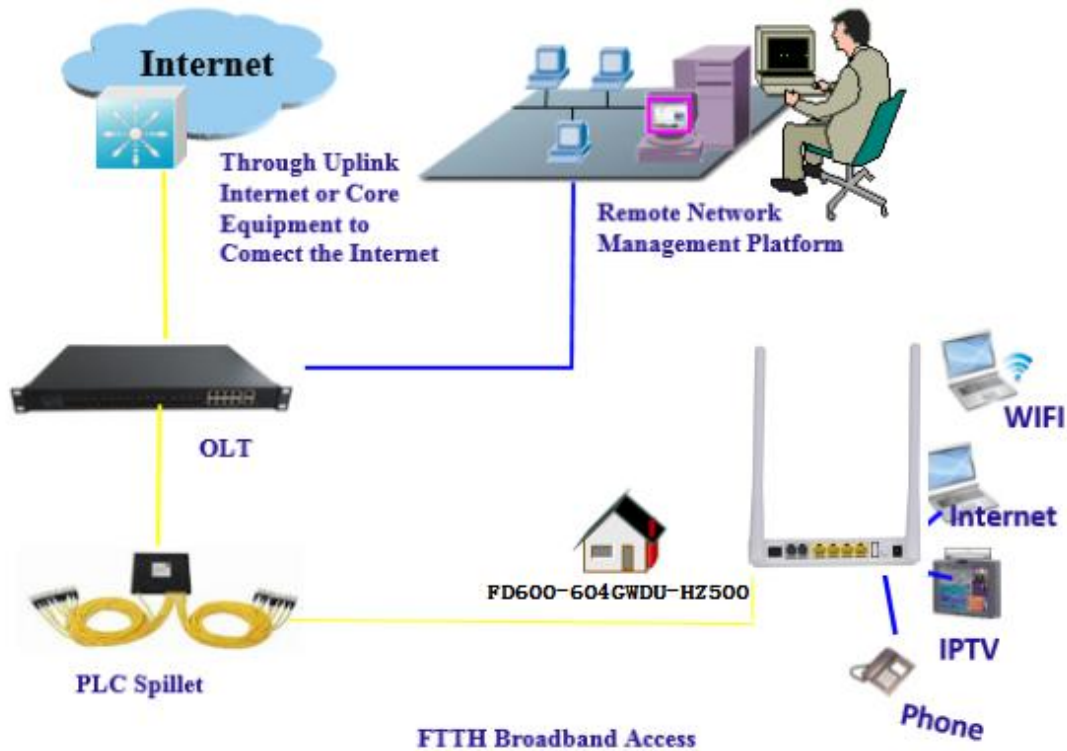 Internet
Through Uplink
Internet or Core
Equipment to
Comect the Internet
Remote Network
Management Platform
OLT
WIFI
Internet
FD600-604GWDU-HZ500
IPTV
PLC Spillet
Phone
FTTH Broadband Access